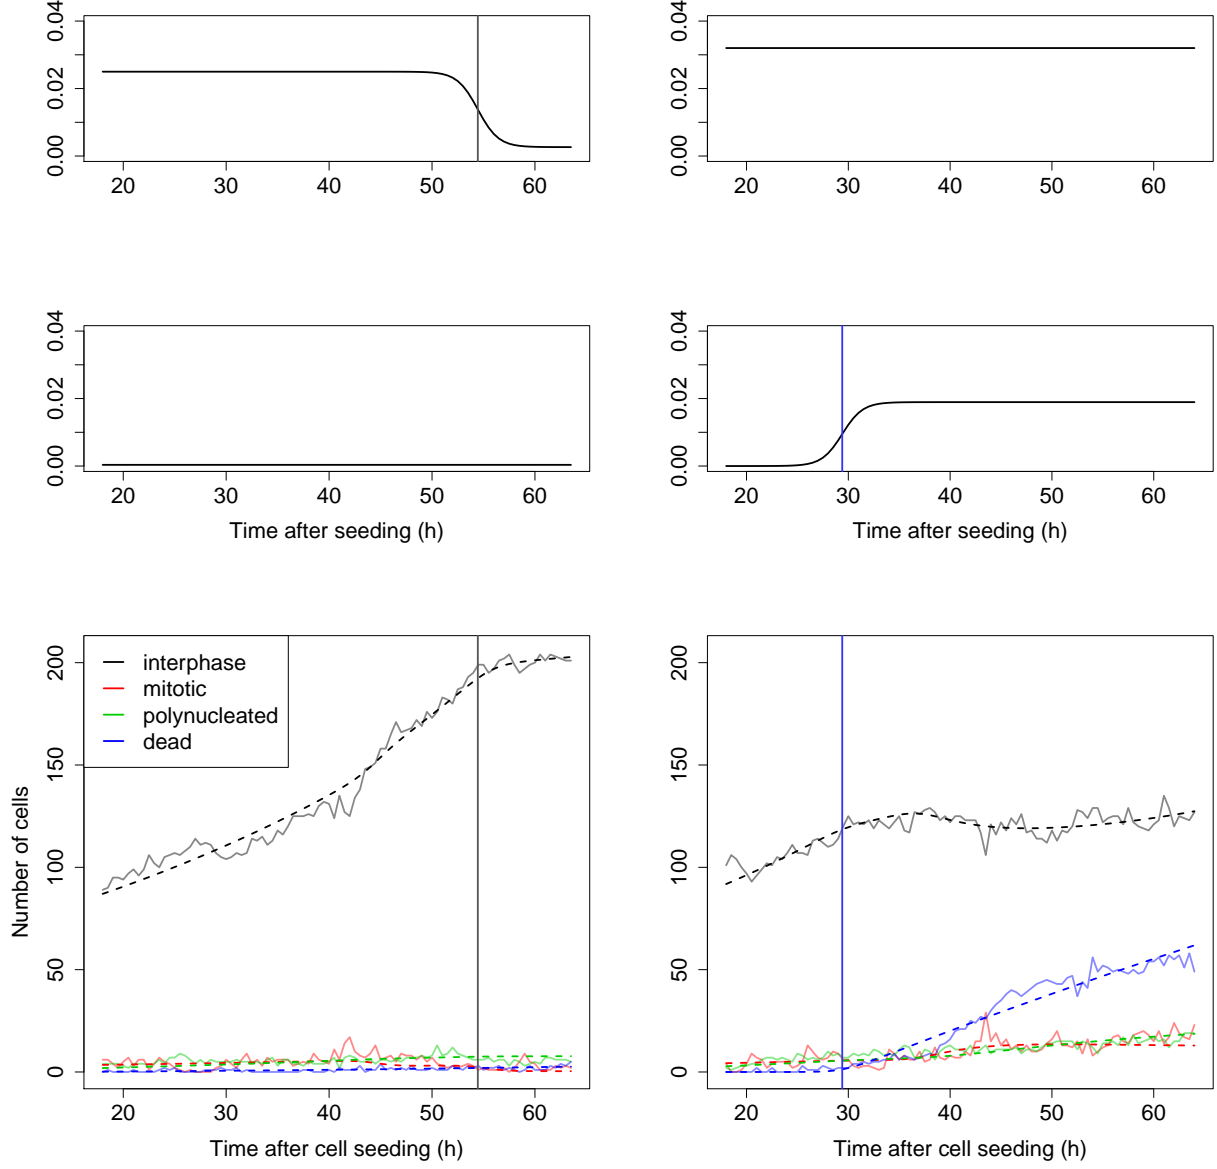 0.00 0.02 0.04
20 30 40 50 60
0.00 0.02 0.04
20 30 40 50 60
0.00 0.02 0.04
20 30 40 50 60
Time after seeding (h)
0.00 0.02 0.04
20 30 40 50 60
Time after seeding (h)
Number of cells
0 50 100 150 200
interphase
mitotic
polynucleated
dead
20 30 40 50 60
Time after cell seeding (h)
0 50 100 150 200
20 30 40 50 60
Time after cell seeding (h)